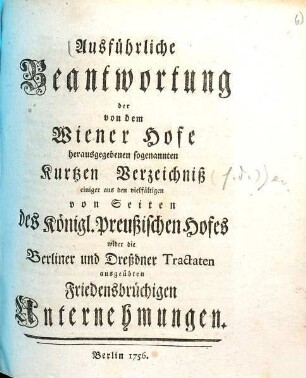 Ausführliche
Beantwortung
der
von dem
Wiener Hofe
herausgegebenen sogenannten
Kurtzen Verzeichniß
einiger aus den vielfältigen
von Seiten
des Königl. Preußischen Hofes
wider die
Berliner und Dreßdner Tractaten
ausgeübten
Friedensbrüchigen
Unternehmungen.
Berlin 1756.